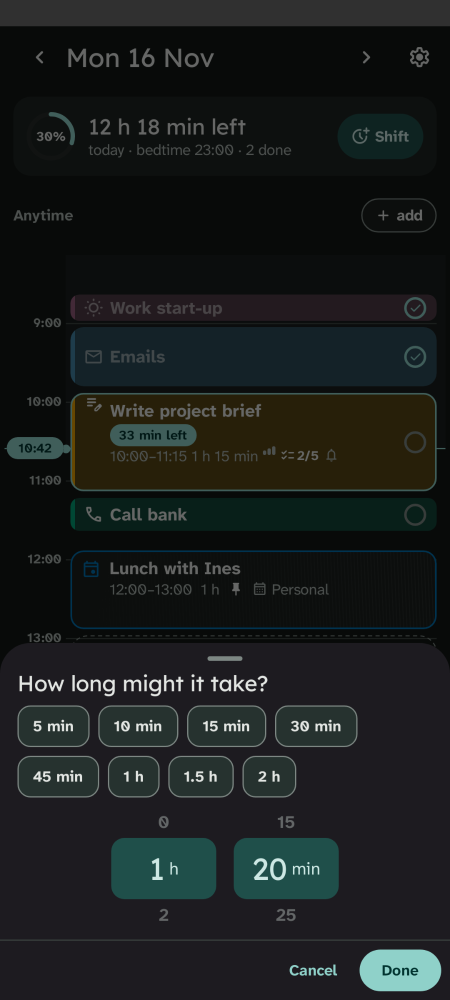 Mon 16 Nov
30%
12 h 18 min left
today · bedtime 23:00 · 2 done
Shift
Anytime
+ add
Work start-up
9:00
Emails
10:00
Write project brief
33 min left
10:42
10:00–11:15 1 h 15 min 2/5
11:00
Call bank
12:00
Lunch with Ines
12:00–13:00 1 h Personal
13:00
How long might it take?
5 min 10 min 15 min 30 min
45 min 1 h 1.5 h 2 h
0 15
1 h 20 min
2 25
Cancel Done